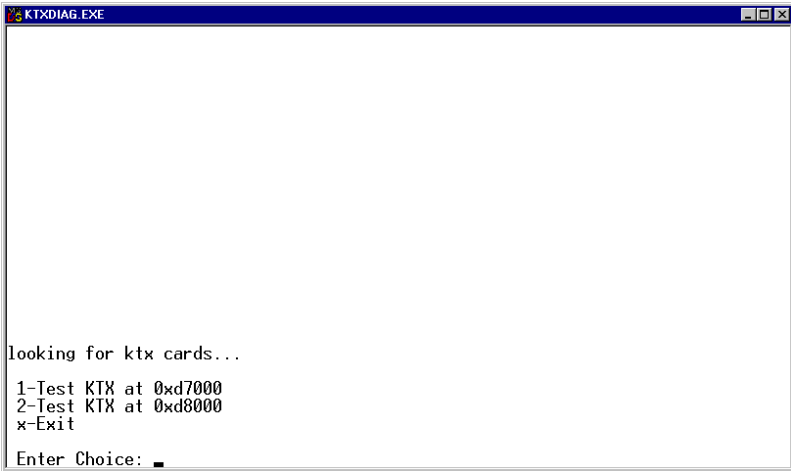 KTXDIAG.EXE
looking for ktx cards...
1-Test KTX at 0xd7000
2-Test KTX at 0xd8000
x-Exit
Enter Choice: